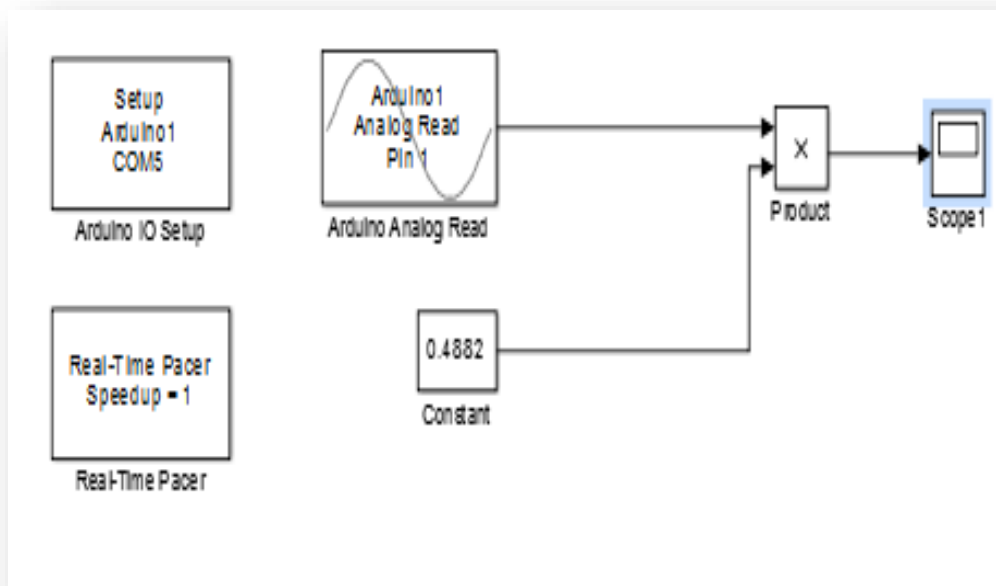 Setup
Arduino1
COM5
Arduino IO Setup
Arduino1
Analog Read
Pin 1
Arduino Analog Read
X
Product
Scope1
Real-Time Pacer
Speedup = 1
Real-Time Pacer
0.4882
Constant